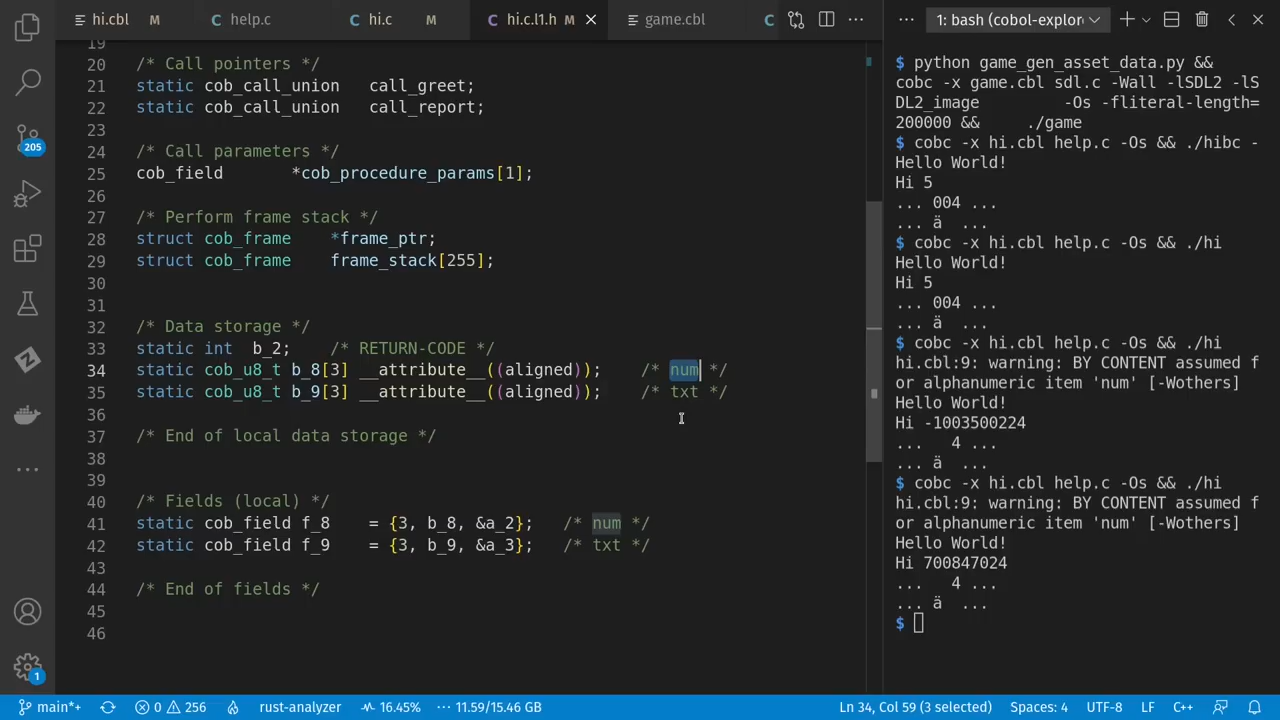 hi.cbl M help.c hi.c M hi.c.l1.h M game.cbl
19
20 /* Call pointers */
21 static cob_call_union call_greet;
22 static cob_call_union call_report;
23
24 /* Call parameters */
25 cob_field *cob_procedure_params[1];
26
27 /* Perform frame stack */
28 struct cob_frame *frame_ptr;
29 struct cob_frame frame_stack[255];
30
31
32 /* Data storage */
33 static int b_2; /* RETURN-CODE */
34 static cob_u8_t b_8[3] __attribute__((aligned)); /* num */
35 static cob_u8_t b_9[3] __attribute__((aligned)); /* txt */
36
37 /* End of local data storage */
38
39
40 /* Fields (local) */
41 static cob_field f_8 = {3, b_8, &a_2}; /* num */
42 static cob_field f_9 = {3, b_9, &a_3}; /* txt */
43
44 /* End of fields */
45
46
205
1
1: bash (cobol-explor
$ python game_gen_asset_data.py &&
cobc -x game.cbl sdl.c -Wall -lSDL2 -lS
DL2_image -Os -fliteral-length=
200000 && ./game
$ cobc -x hi.cbl help.c -Os && ./hibc -
Hello World!
Hi 5
... 004 ...
... ä ...
$ cobc -x hi.cbl help.c -Os && ./hi
Hello World!
Hi 5
... 004 ...
... ä ...
$ cobc -x hi.cbl help.c -Os && ./hi
hi.cbl:9: warning: BY CONTENT assumed f
or alphanumeric item 'num' [-Wothers]
Hello World!
Hi -1003500224
... 4 ...
... ä ...
$ cobc -x hi.cbl help.c -Os && ./hi
hi.cbl:9: warning: BY CONTENT assumed f
or alphanumeric item 'num' [-Wothers]
Hello World!
Hi 700847024
... 4 ...
... ä ...
$
main*+ 0 256 rust-analyzer 16.45% 11.59/15.46 GB Ln 34, Col 59 (3 selected) Spaces: 4 UTF-8 LF C++